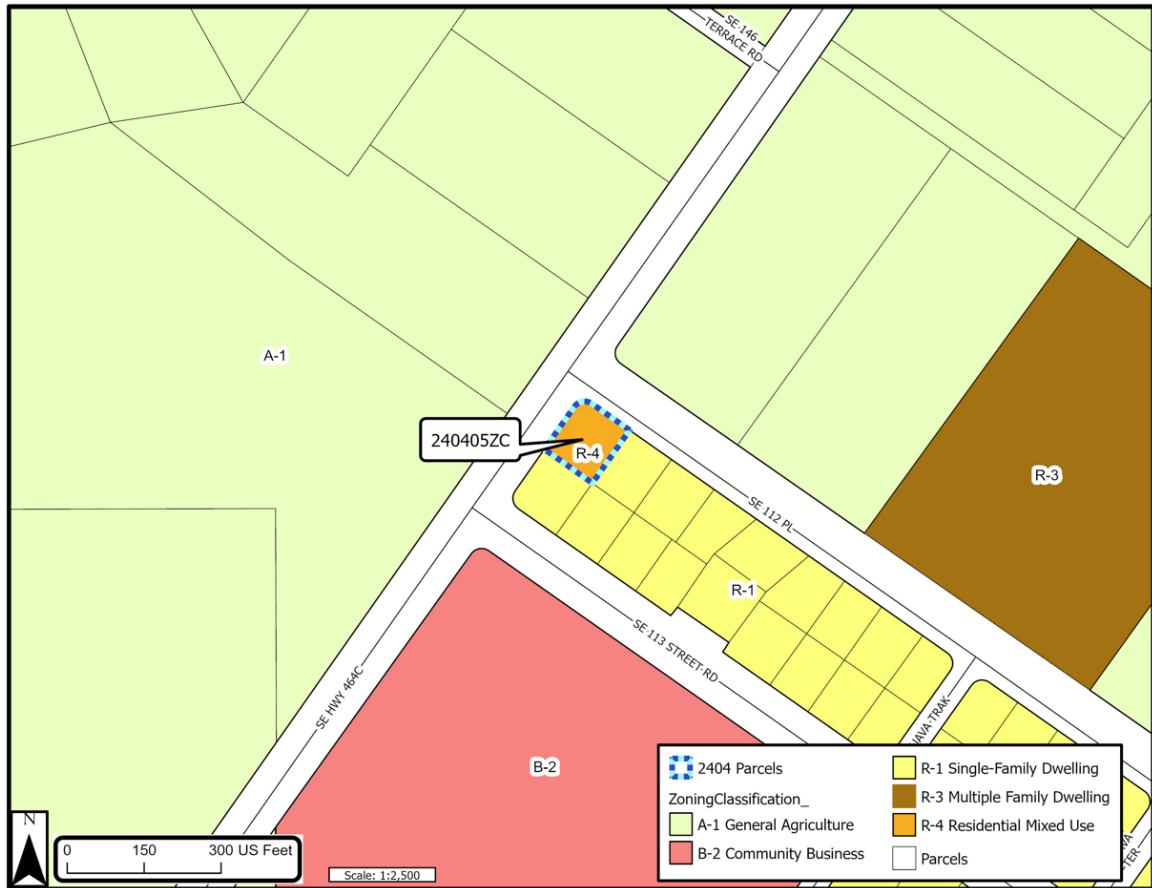 SE 146
TERRACE RD
A-1
240405ZC
R-4
R-3
SE 112 PL
R-1
SE 113 STREET RD
SE HWY 464C
JAVA TRAK
B-2
2404 Parcels
ZoningClassification_
A-1 General Agriculture
B-2 Community Business
R-1 Single-Family Dwelling
R-3 Multiple Family Dwelling
R-4 Residential Mixed Use
Parcels
N
0 150 300 US Feet
Scale: 1:2,500